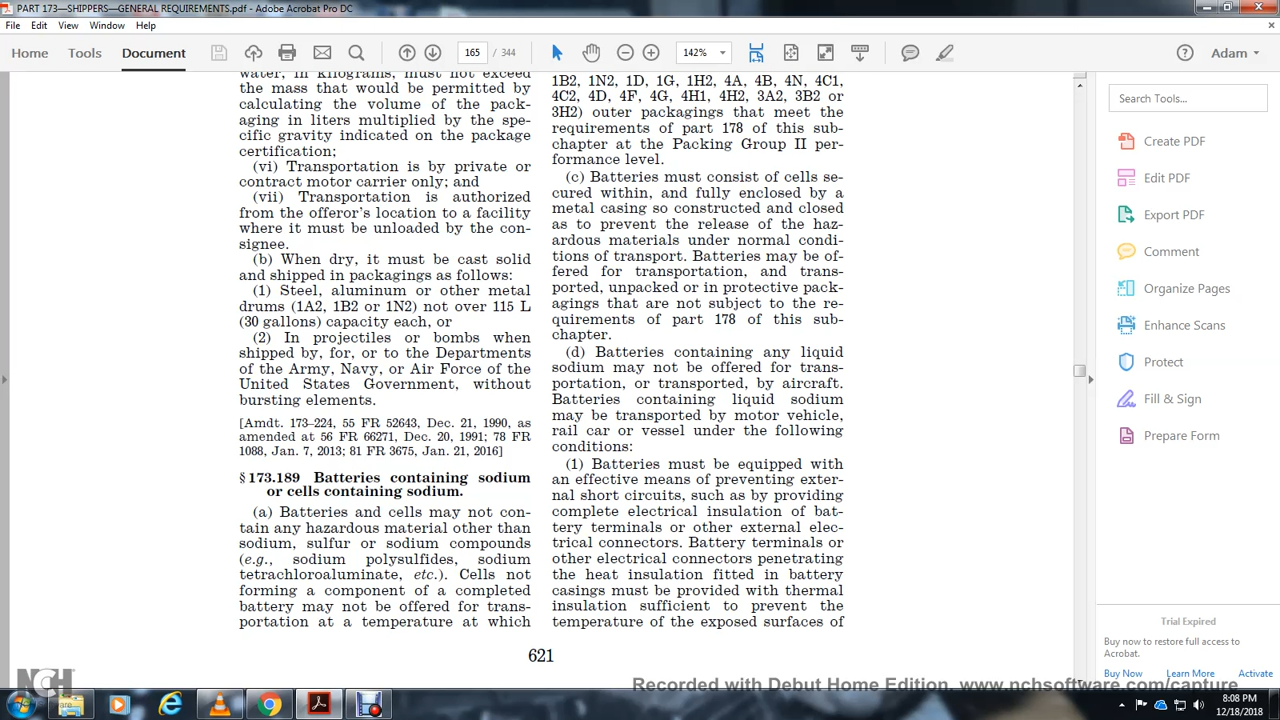 PART 173—SHIPPERS—GENERAL REQUIREMENTS.pdf - Adobe Acrobat Pro DC
File Edit View Window Help
Home Tools Document 165 / 344 142% Adam
water, in kilograms, must not exceed
the mass that would be permitted by
calculating the volume of the pack-
aging in liters multiplied by the spe-
cific gravity indicated on the package
certification;
(vi) Transportation is by private or
contract motor carrier only; and
(vii) Transportation is authorized
from the offeror's location to a facility
where it must be unloaded by the con-
signee.
(b) When dry, it must be cast solid
and shipped in packagings as follows:
(1) Steel, aluminum or other metal
drums (1A2, 1B2 or 1N2) not over 115 L
(30 gallons) capacity each, or
(2) In projectiles or bombs when
shipped by, for, or to the Departments
of the Army, Navy, or Air Force of the
United States Government, without
bursting elements.
[Amdt. 173–224, 55 FR 52643, Dec. 21, 1990, as
amended at 56 FR 66271, Dec. 20, 1991; 78 FR
1088, Jan. 7, 2013; 81 FR 3675, Jan. 21, 2016]
§ 173.189 Batteries containing sodium
or cells containing sodium.
(a) Batteries and cells may not con-
tain any hazardous material other than
sodium, sulfur or sodium compounds
(e.g., sodium polysulfides, sodium
tetrachloroaluminate, etc.). Cells not
forming a component of a completed
battery may not be offered for trans-
portation at a temperature at which
1B2, 1N2, 1D, 1G, 1H2, 4A, 4B, 4N, 4C1,
4C2, 4D, 4F, 4G, 4H1, 4H2, 3A2, 3B2 or
3H2) outer packagings that meet the
requirements of part 178 of this sub-
chapter at the Packing Group II per-
formance level.
(c) Batteries must consist of cells se-
cured within, and fully enclosed by a
metal casing so constructed and closed
as to prevent the release of the haz-
ardous materials under normal condi-
tions of transport. Batteries may be of-
fered for transportation, and trans-
ported, unpacked or in protective pack-
agings that are not subject to the re-
quirements of part 178 of this sub-
chapter.
(d) Batteries containing any liquid
sodium may not be offered for trans-
portation, or transported, by aircraft.
Batteries containing liquid sodium
may be transported by motor vehicle,
rail car or vessel under the following
conditions:
(1) Batteries must be equipped with
an effective means of preventing exter-
nal short circuits, such as by providing
complete electrical insulation of bat-
tery terminals or other external elec-
trical connectors. Battery terminals or
other electrical connectors penetrating
the heat insulation fitted in battery
casings must be provided with thermal
insulation sufficient to prevent the
temperature of the exposed surfaces of
621
Search Tools...
Create PDF
Edit PDF
Export PDF
Comment
Organize Pages
Enhance Scans
Protect
Fill & Sign
Prepare Form
Trial Expired
Buy now to restore full access to
Acrobat.
Buy Now Learn More Activate
NCH
Recorded with Debut Home Edition. www.nchsoftware.com/capture
8:08 PM
12/18/2018